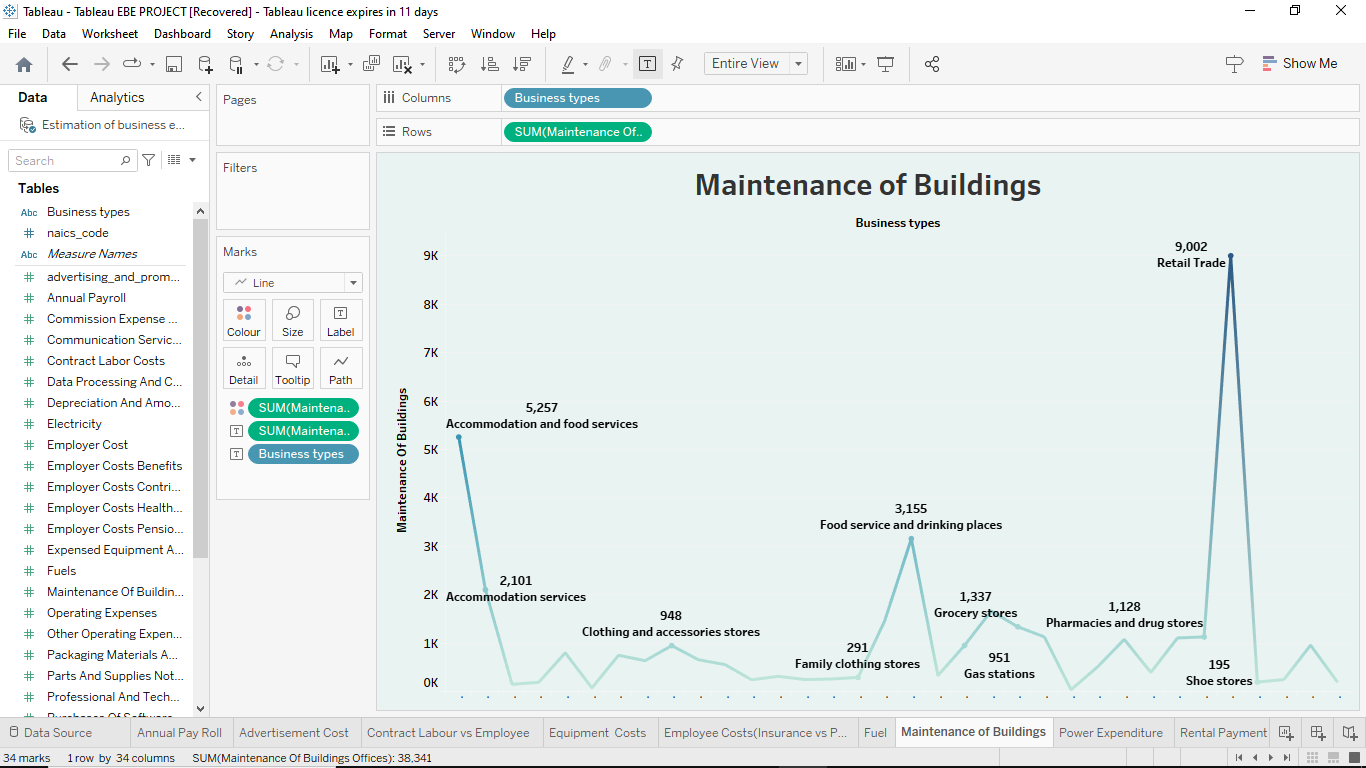 Tableau - Tableau EBE PROJECT [Recovered] - Tableau licence expires in 11 days
File Data Worksheet Dashboard Story Analysis Map Format Server Window Help
Entire View
Show Me
Data Analytics
Estimation of business e...
Search
Tables
Abc Business types
# naics_code
Abc Measure Names
# advertising_and_prom...
# Annual Payroll
# Commission Expense ...
# Communication Servic...
# Contract Labor Costs
# Data Processing And C...
# Depreciation And Amo...
# Electricity
# Employer Cost
# Employer Costs Benefits
# Employer Costs Contri...
# Employer Costs Health...
# Employer Costs Pensio...
# Expensed Equipment A...
# Fuels
# Maintenance Of Buildin...
# Operating Expenses
# Other Operating Expen...
# Packaging Materials A...
# Parts And Supplies Not...
# Professional And Tech...
Pages
Filters
Marks
Line
Colour Size Label
Detail Tooltip Path
SUM(Maintena..
SUM(Maintena..
Business types
Columns Business types
Rows SUM(Maintenance Of..
Maintenance of Buildings
Business types
Maintenance Of Buildings
9K
8K
7K
6K
5K
4K
3K
2K
1K
0K
9,002
Retail Trade
5,257
Accommodation and food services
3,155
Food service and drinking places
2,101
Accommodation services
948
Clothing and accessories stores
1,337
Grocery stores
1,128
Pharmacies and drug stores
291
Family clothing stores
951
Gas stations
195
Shoe stores
Data Source Annual Pay Roll Advertisement Cost Contract Labour vs Employee Equipment Costs Employee Costs(Insurance vs P... Fuel Maintenance of Buildings Power Expenditure Rental Payment
34 marks 1 row by 34 columns SUM(Maintenance Of Buildings Offices): 38,341